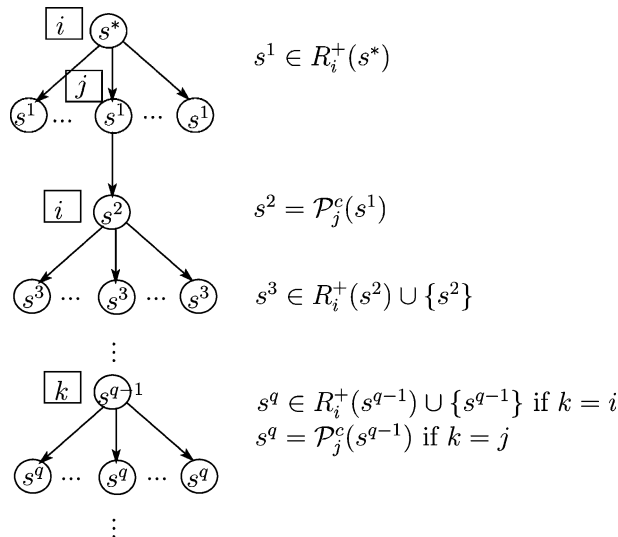 i s*
s¹ ∈ R_i^+(s*)
j
s¹ ... s¹ ... s¹
i s² s² = 𝒫_j^c(s¹)
s³ ... s³ ... s³ s³ ∈ R_i^+(s²) ∪ {s²}
⋮
k s^{q−1} s^q ∈ R_i^+(s^{q−1}) ∪ {s^{q−1}} if k = i
s^q = 𝒫_j^c(s^{q−1}) if k = j
s^q ... s^q ... s^q
⋮